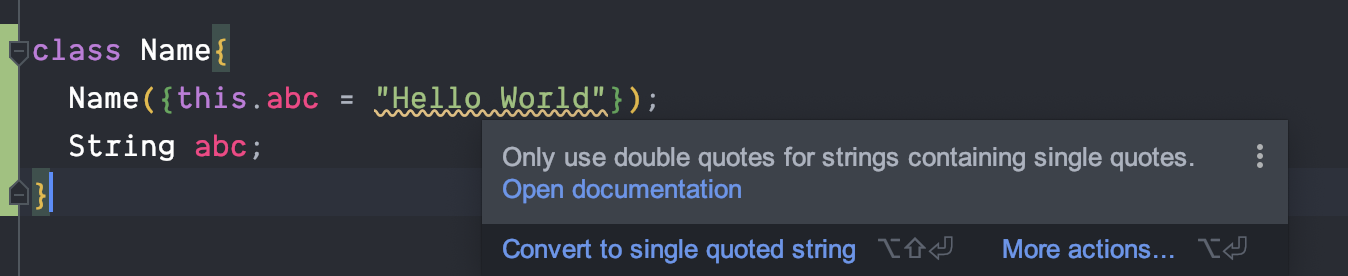 class Name{
  Name({this.abc = "Hello World"});
  String abc;
}
Only use double quotes for strings containing single quotes.
Open documentation
Convert to single quoted string ⌥⇧⏎ More actions... ⌥⏎